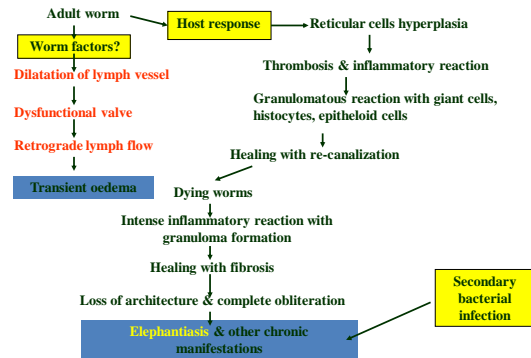 Adult worm
Host response
Reticular cells hyperplasia
Worm factors?
Dilatation of lymph vessel
Dysfunctional valve
Retrograde lymph flow
Transient oedema
Thrombosis & inflammatory reaction
Granulomatous reaction with giant cells,
histocytes, epitheloid cells
Healing with re-canalization
Dying worms
Intense inflammatory reaction with
granuloma formation
Healing with fibrosis
Loss of architecture & complete obliteration
Elephantiasis & other chronic
manifestations
Secondary
bacterial
infection